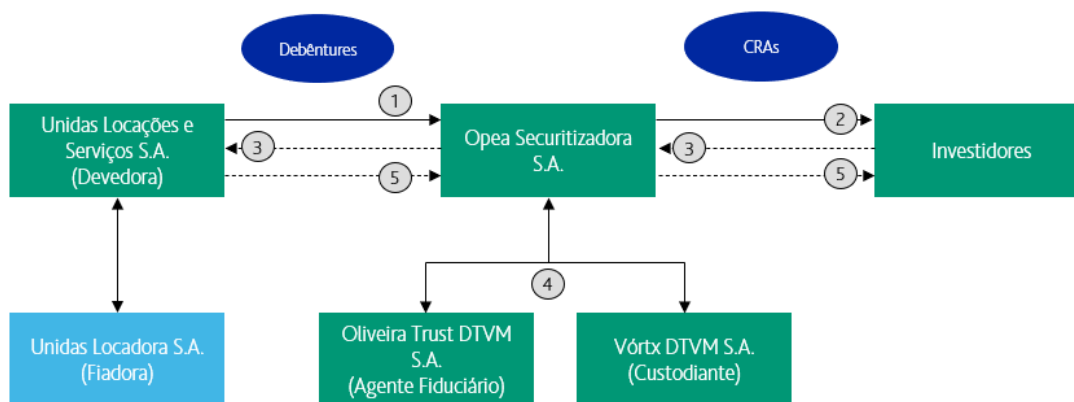 Debêntures
CRAs
1
2
Unidas Locações e
Serviços S.A.
(Devedora)
3
Opea Securitizadora
S.A.
3
Investidores
5
5
4
Unidas Locadora S.A.
(Fiadora)
Oliveira Trust DTVM
S.A.
(Agente Fiduciário)
Vórtx DTVM S.A.
(Custodiante)